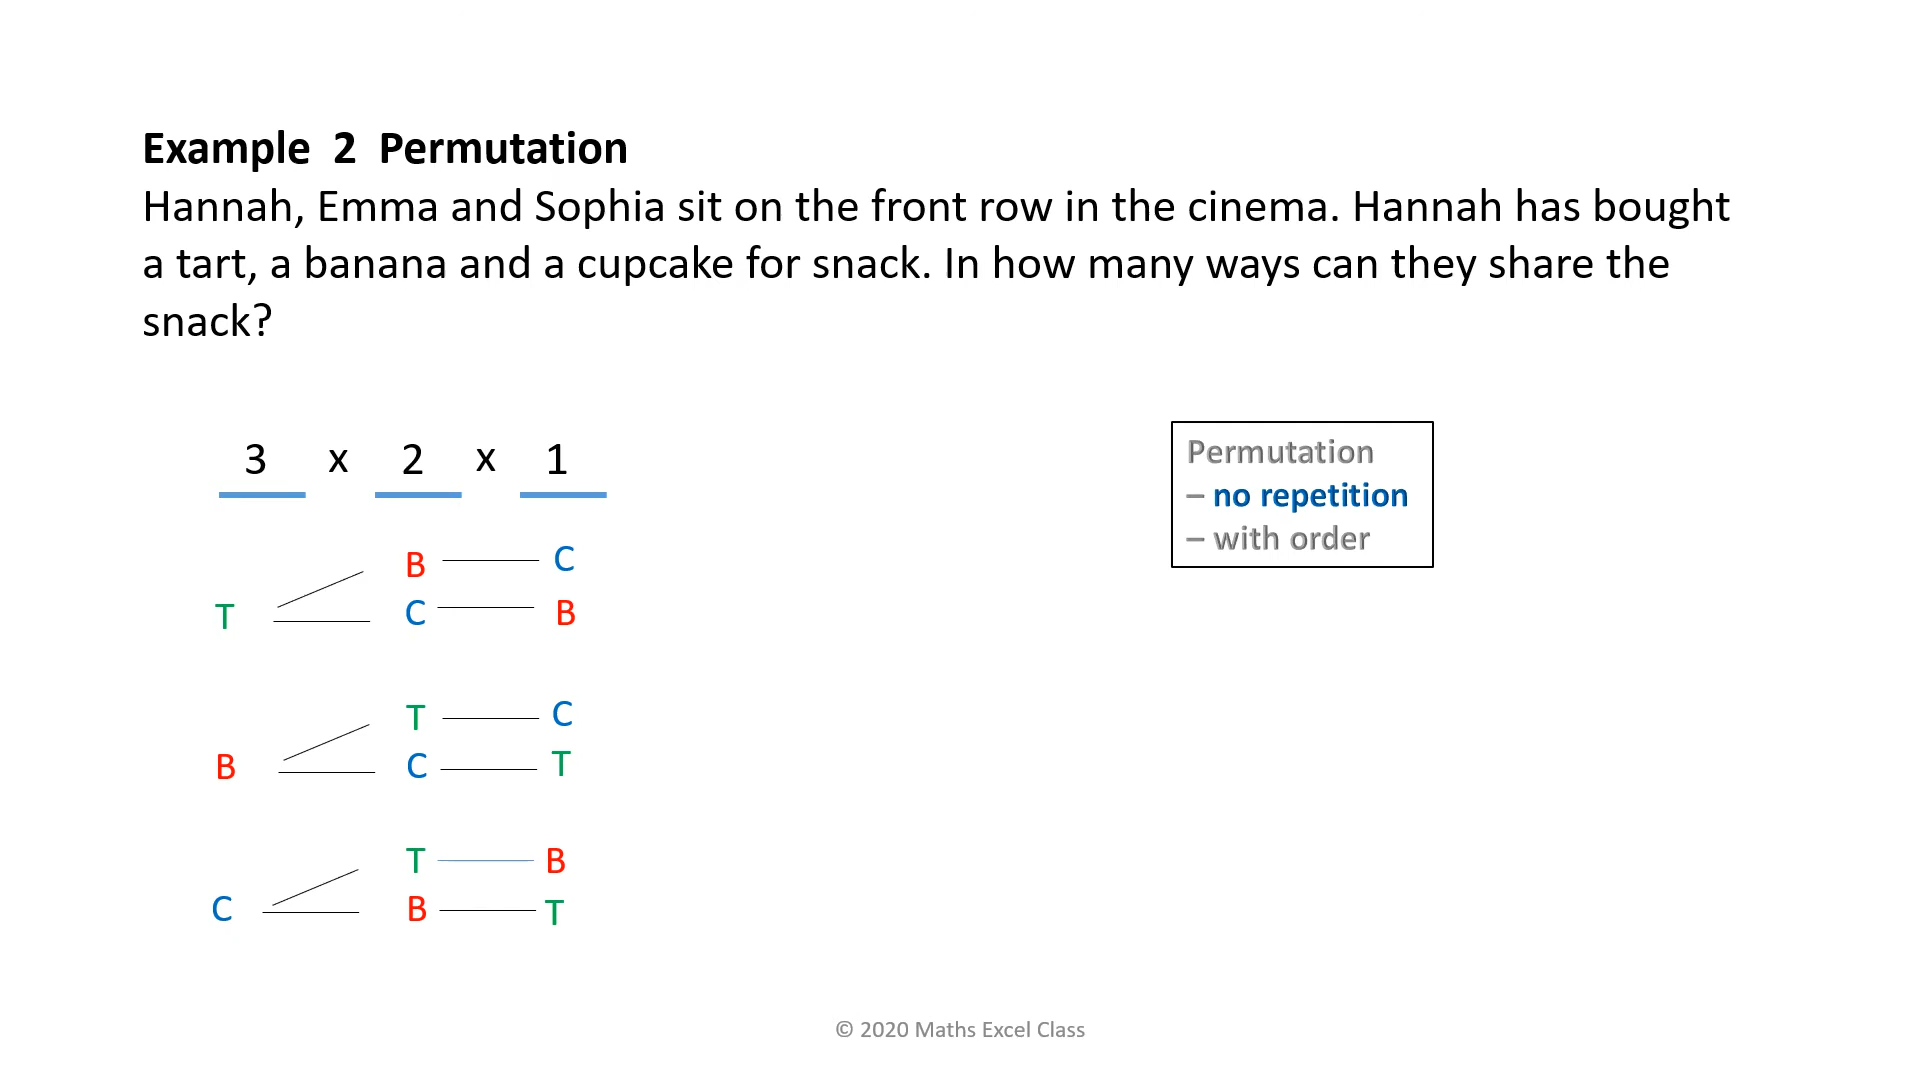 Example 2 Permutation
Hannah, Emma and Sophia sit on the front row in the cinema. Hannah has bought
a tart, a banana and a cupcake for snack. In how many ways can they share the
snack?
3 x 2 x 1
Permutation
– no repetition
– with order
B C
T C B
T C
B C T
T B
C B T
© 2020 Maths Excel Class